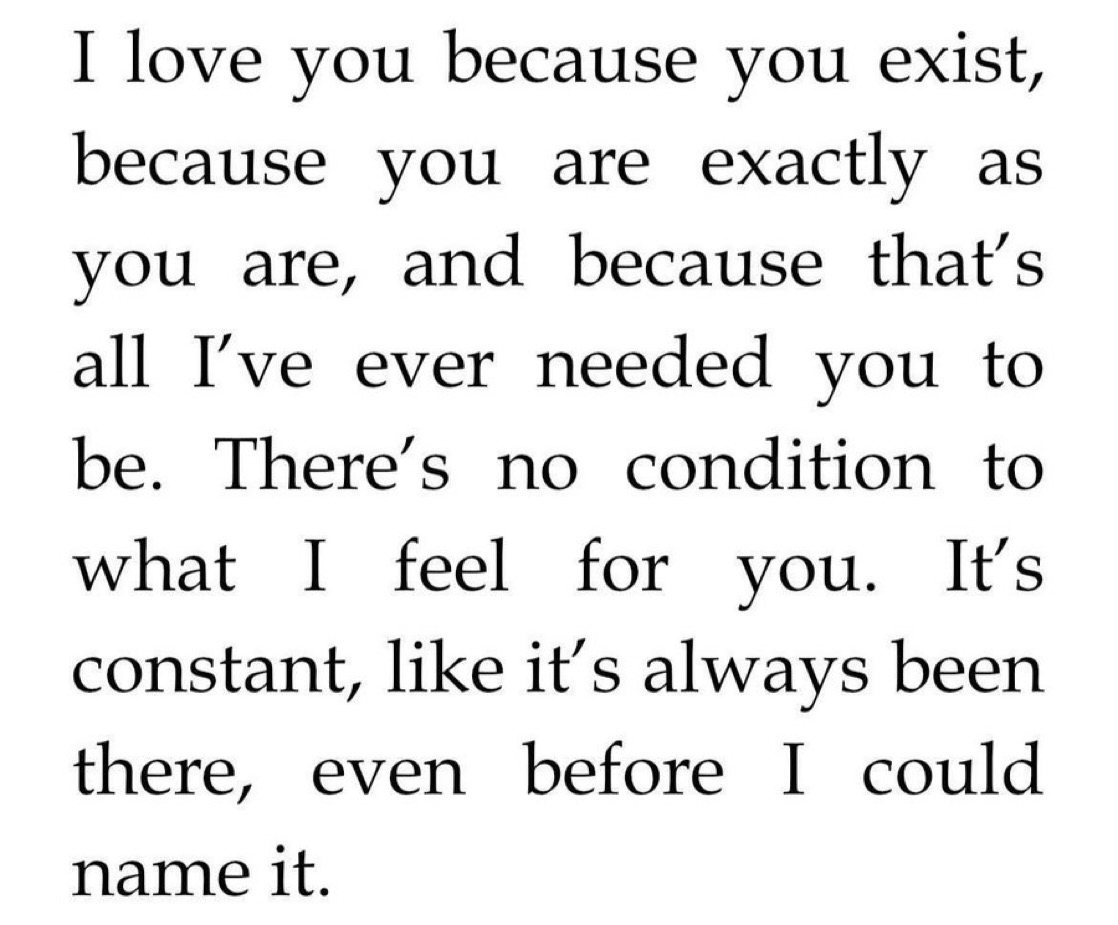 I love you because you exist,
because you are exactly as
you are, and because that's
all I've ever needed you to
be. There's no condition to
what I feel for you. It's
constant, like it's always been
there, even before I could
name it.